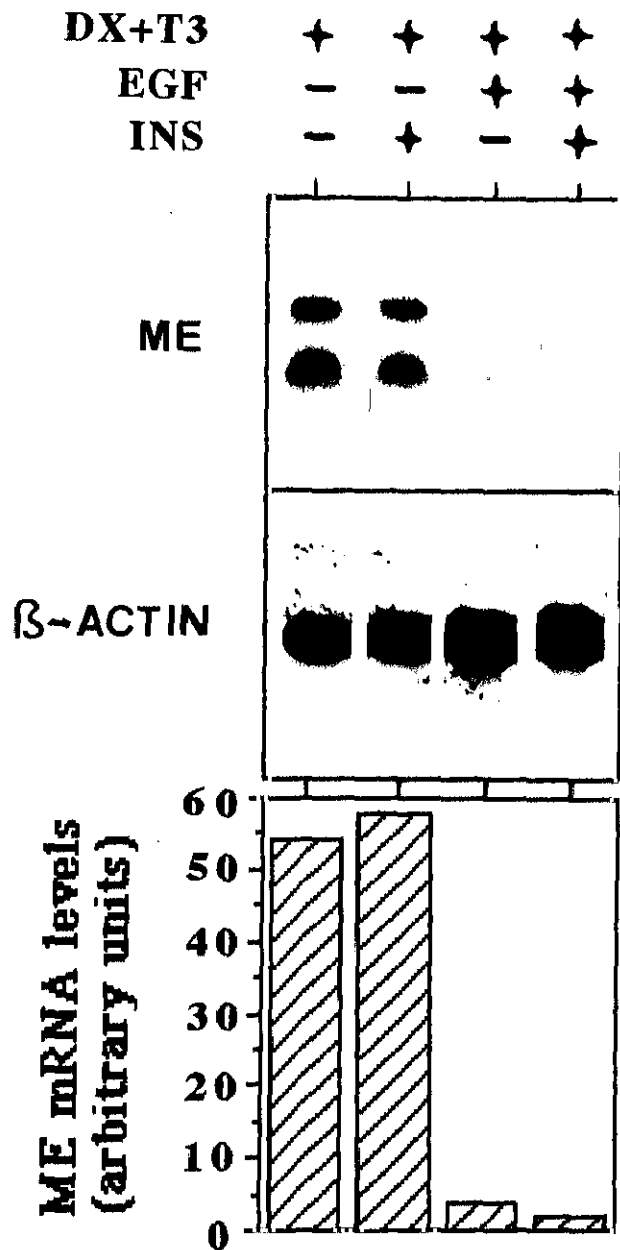 DX+T3 + + + +
EGF − − + +
INS − + − +
ME
ß-ACTIN
ME mRNA levels
(arbitrary units)
60
50
40
30
20
10
0